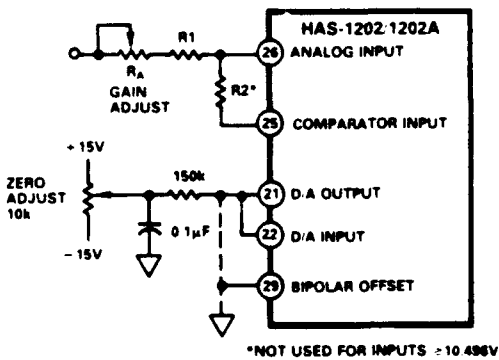 HAS-1202/1202A
R1
26
ANALOG INPUT
RA
GAIN
ADJUST
R2*
25
COMPARATOR INPUT
+15V
150k
21
D/A OUTPUT
ZERO
ADJUST
10k
0.1µF
22
D/A INPUT
-15V
29
BIPOLAR OFFSET
*NOT USED FOR INPUTS ≥10.496V